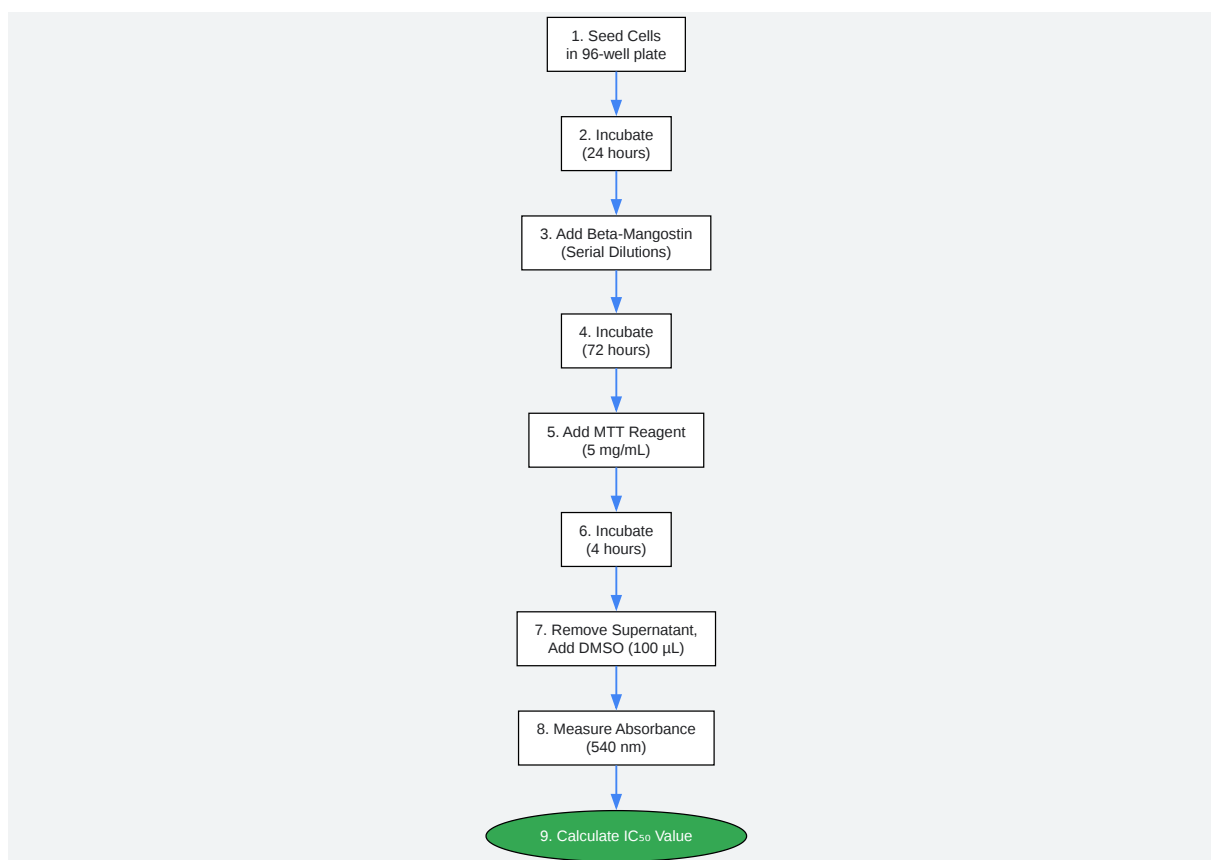 1. Seed Cells
in 96-well plate
2. Incubate
(24 hours)
3. Add Beta-Mangostin
(Serial Dilutions)
4. Incubate
(72 hours)
5. Add MTT Reagent
(5 mg/mL)
6. Incubate
(4 hours)
7. Remove Supernatant,
Add DMSO (100 µL)
8. Measure Absorbance
(540 nm)
9. Calculate IC₅₀ Value